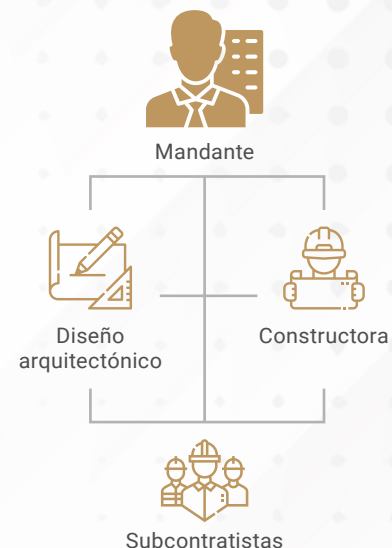 Mandante
Diseño
arquitectónico
Constructora
Subcontratistas